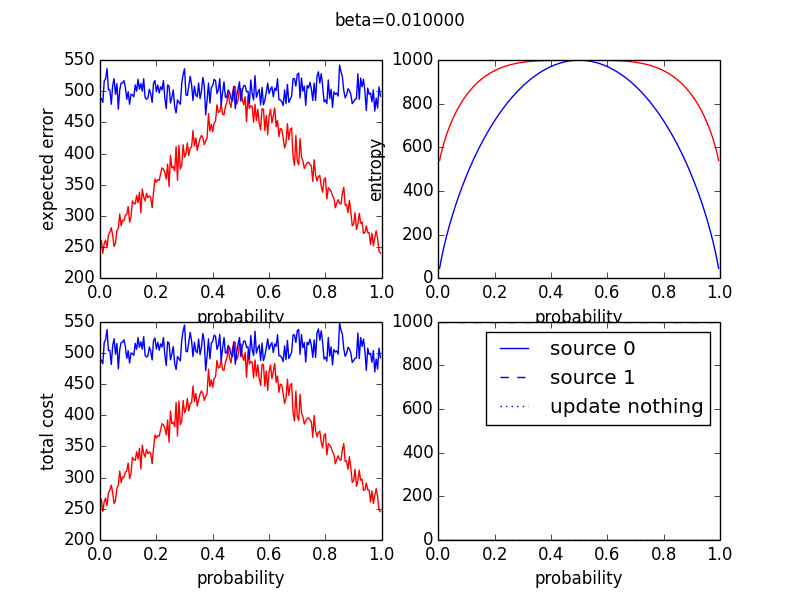 beta=0.010000
550
500
450
400
350
300
250
200
expected error
0.0 0.2 0.4 0.6 0.8 1.0
probability
1000
800
600
400
200
0
entropy
0.0 0.2 0.4 0.6 0.8 1.0
probability
550
500
450
400
350
300
250
200
total cost
0.0 0.2 0.4 0.6 0.8 1.0
probability
1000
800
600
400
200
0
source 0
source 1
update nothing
0.0 0.2 0.4 0.6 0.8 1.0
probability